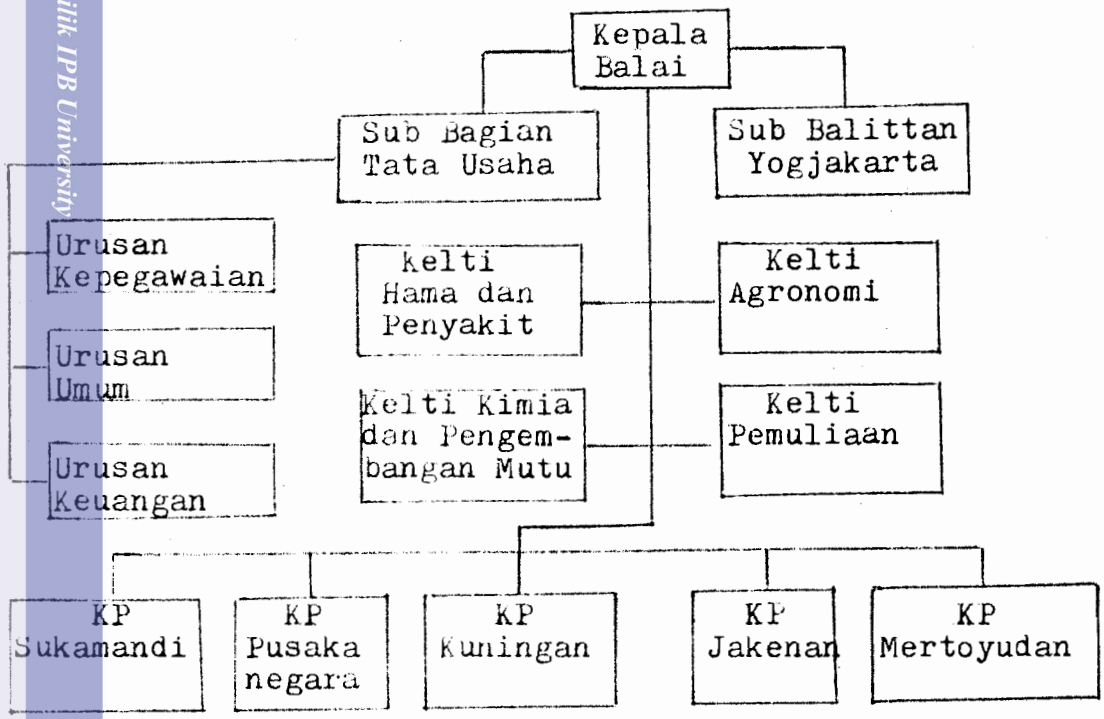 Kepala
Balai
Sub Bagian
Tata Usaha
Sub Balittan
Yogjakarta
Urusan
Kepegawaian
Kelti
Hama dan
Penyakit
Kelti
Agronomi
Urusan
Umum
Kelti Kimia
dan Pengem-
bangan Mutu
Kelti
Pemuliaan
Urusan
Keuangan
KP
Sukamandi
KP
Pusaka
negara
KP
Kuningan
KP
Jakenan
KP
Mertoyudan
IPB University